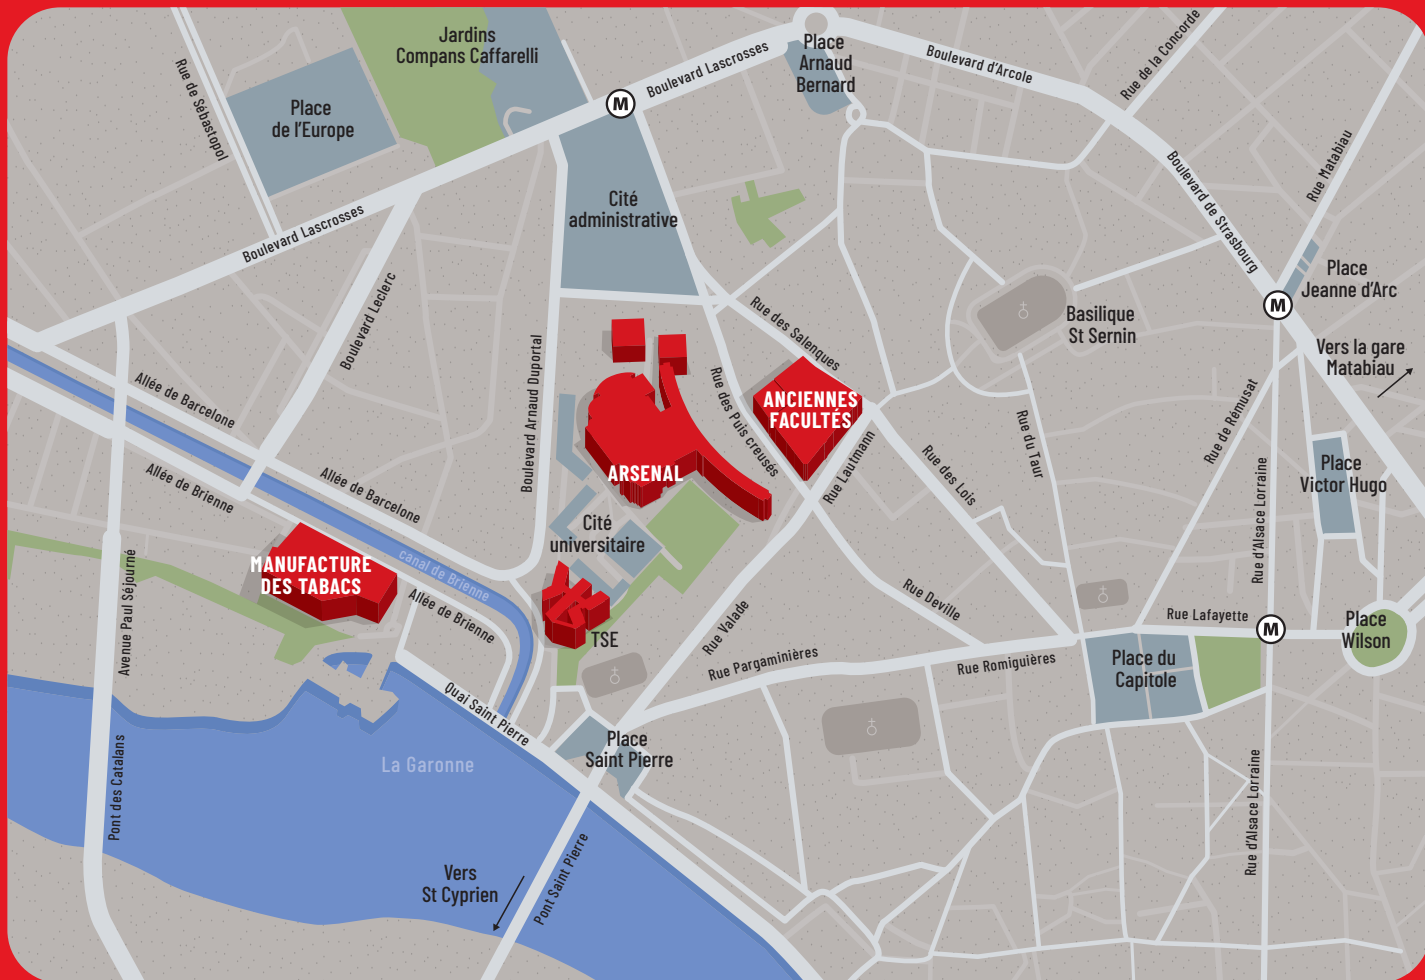 Jardins
Compans Caffarelli
Place
Arnaud
Bernard
Boulevard Lascrosses
Boulevard d'Arcole
Rue de la Concorde
Rue de Sébastopol
Place
de l'Europe
M
Cité
administrative
Boulevard de Strasbourg
Rue Matabiau
Boulevard Lascrosses
Place
Jeanne d'Arc
M
Basilique
St Sernin
Vers la gare
Matabiau
Boulevard Leclerc
Boulevard Arnaud Duportal
Rue des Salenques
Allée de Barcelone
ANCIENNES
FACULTÉS
Rue des Puis creusés
Rue Lautmann
Rue des Lois
Rue du Taur
Rue de Rémusat
ARSENAL
Place
Victor Hugo
Allée de Brienne
Allée de Barcelone
Cité
universitaire
Rue d'Alsace Lorraine
canal de Brienne
MANUFACTURE
DES TABACS
Avenue Paul Séjourné
Allée de Brienne
TSE
Rue Valade
Rue Deville
Rue Lafayette
M
Place
Wilson
Rue Pargaminières
Rue Romiguières
Place du
Capitole
Quai Saint Pierre
Place
Saint Pierre
La Garonne
Pont des Catalans
Rue d'Alsace Lorraine
Vers
St Cyprien
Pont Saint Pierre